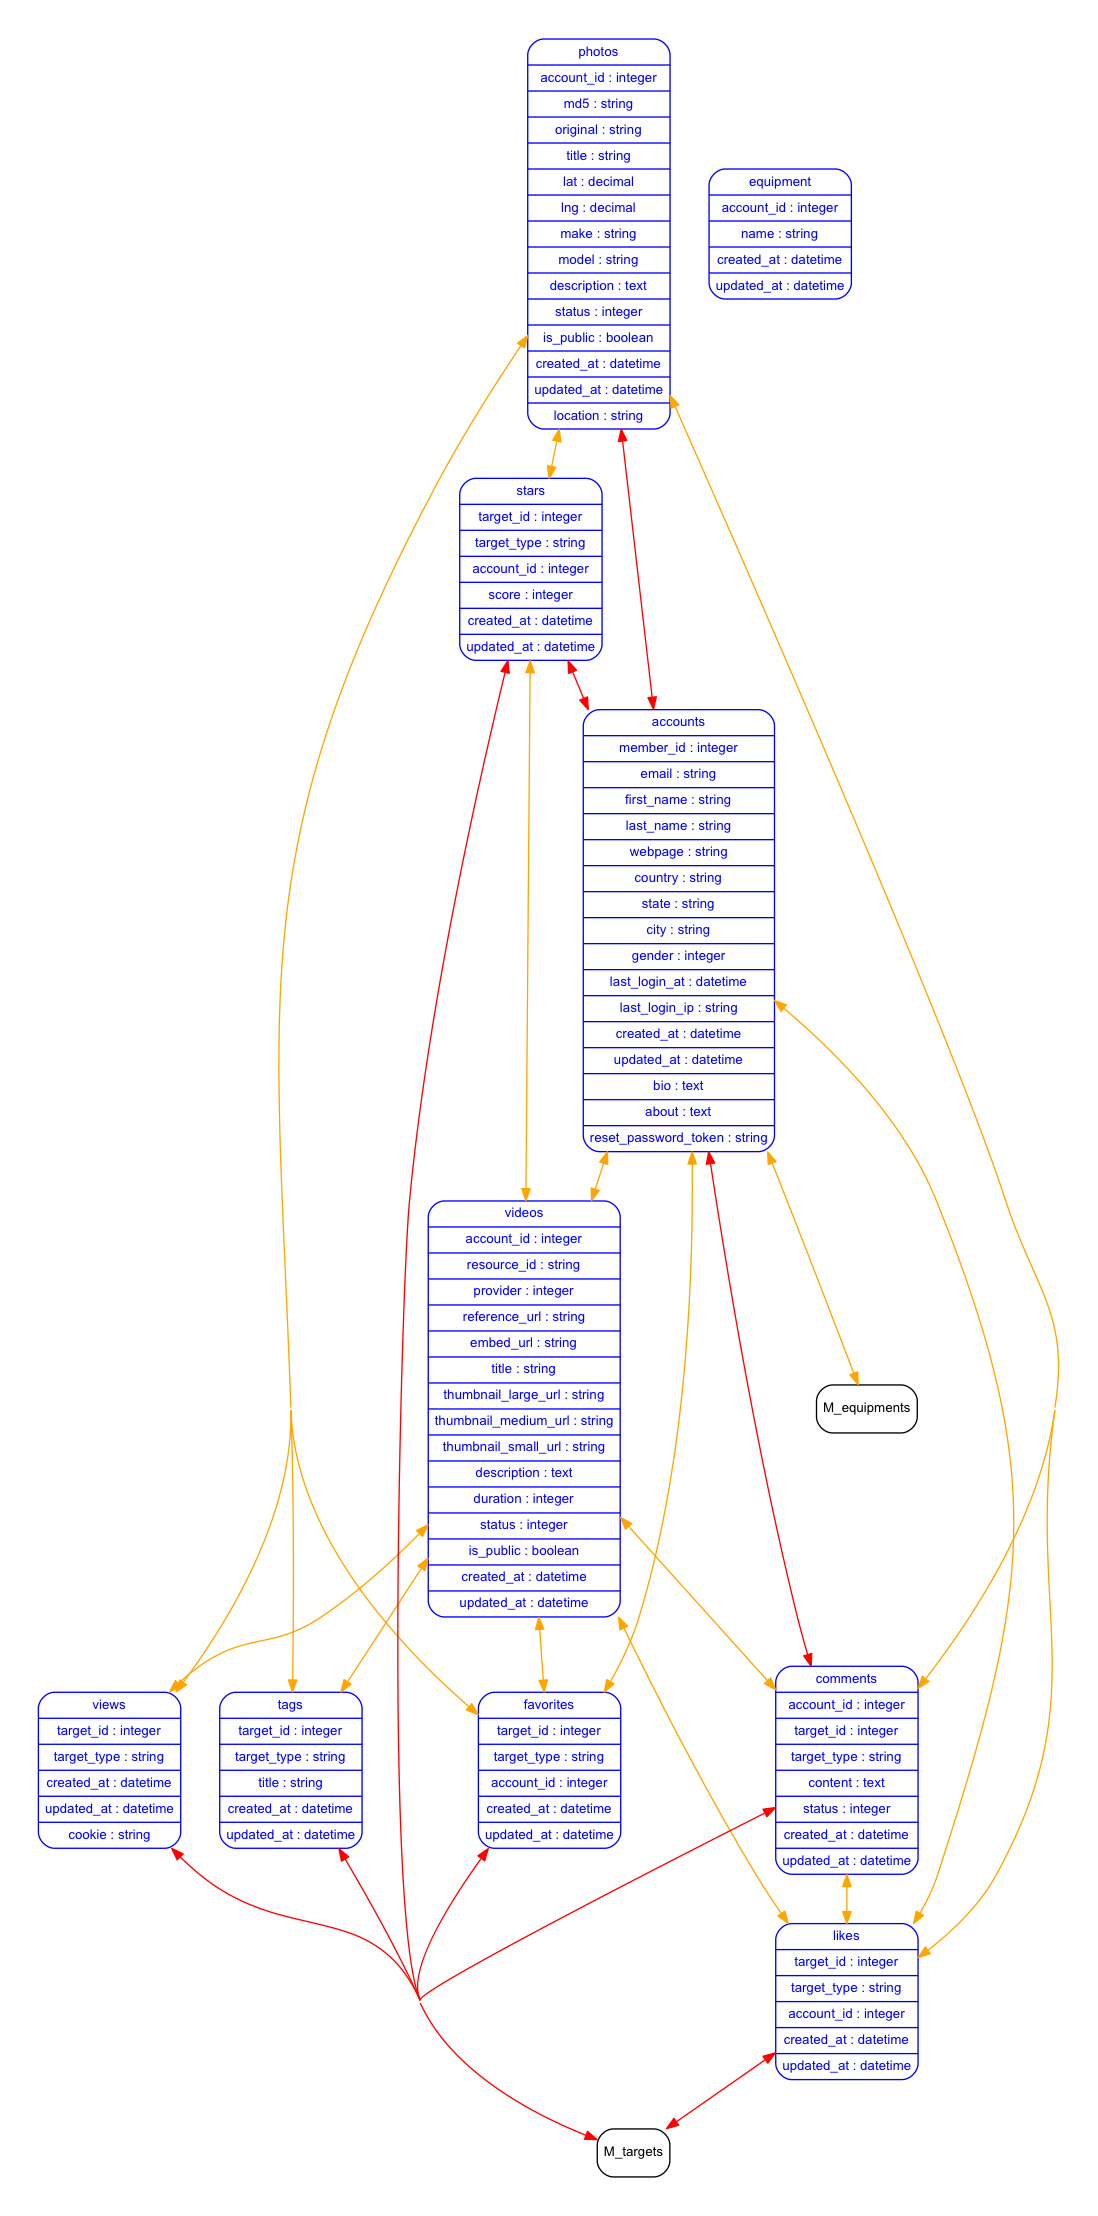 photos
account_id : integer
md5 : string
original : string
title : string
lat : decimal
lng : decimal
make : string
model : string
description : text
status : integer
is_public : boolean
created_at : datetime
updated_at : datetime
location : string
equipment
account_id : integer
name : string
created_at : datetime
updated_at : datetime
stars
target_id : integer
target_type : string
account_id : integer
score : integer
created_at : datetime
updated_at : datetime
accounts
member_id : integer
email : string
first_name : string
last_name : string
webpage : string
country : string
state : string
city : string
gender : integer
last_login_at : datetime
last_login_ip : string
created_at : datetime
updated_at : datetime
bio : text
about : text
reset_password_token : string
videos
account_id : integer
resource_id : string
provider : integer
reference_url : string
embed_url : string
title : string
thumbnail_large_url : string
thumbnail_medium_url : string
thumbnail_small_url : string
description : text
duration : integer
status : integer
is_public : boolean
created_at : datetime
updated_at : datetime
M_equipments
views
target_id : integer
target_type : string
created_at : datetime
updated_at : datetime
cookie : string
tags
target_id : integer
target_type : string
title : string
created_at : datetime
updated_at : datetime
favorites
target_id : integer
target_type : string
account_id : integer
created_at : datetime
updated_at : datetime
comments
account_id : integer
target_id : integer
target_type : string
content : text
status : integer
created_at : datetime
updated_at : datetime
likes
target_id : integer
target_type : string
account_id : integer
created_at : datetime
updated_at : datetime
M_targets